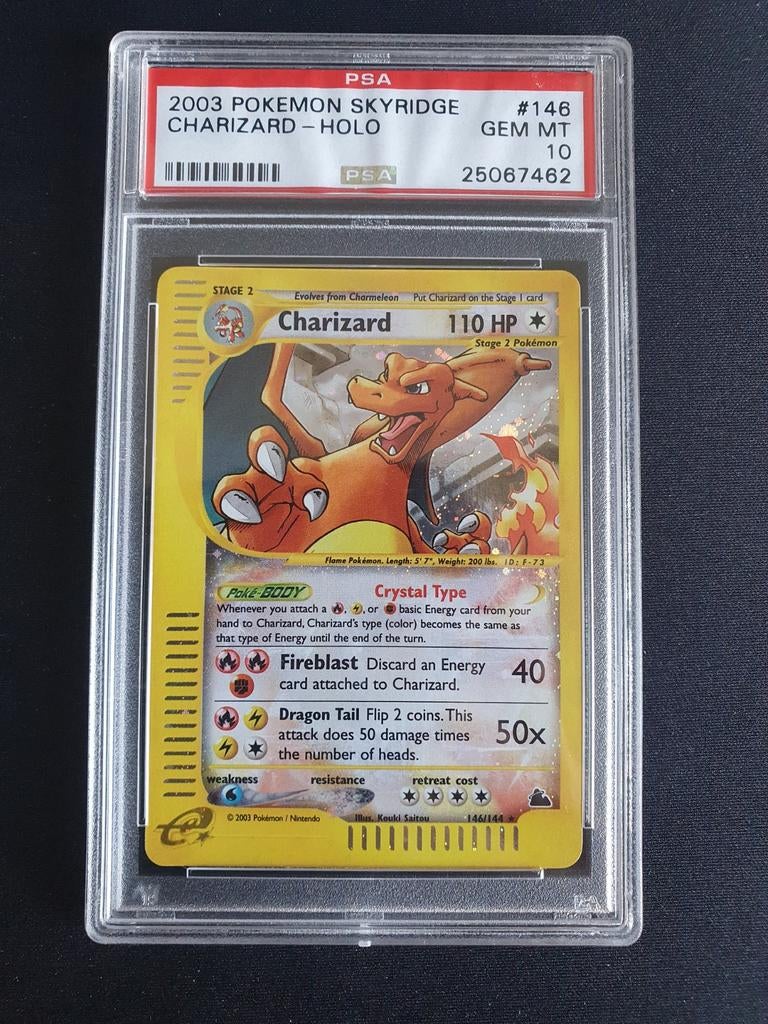 PSA
2003 POKEMON SKYRIDGE #146
CHARIZARD - HOLO GEM MT
10
PSA 25067462
STAGE 2 Evolves from Charmeleon Put Charizard on the Stage 1 card
Charizard 110 HP
Stage 2 Pokémon
Flame Pokémon. Length: 5' 7", Weight: 200 lbs. ID: F-73
Poké-BODY Crystal Type
Whenever you attach a , , or basic Energy card from your
hand to Charizard, Charizard's type (color) becomes the same as
that type of Energy until the end of the turn.
Fireblast Discard an Energy 40
card attached to Charizard.
Dragon Tail Flip 2 coins. This
attack does 50 damage times 50x
the number of heads.
weakness resistance retreat cost
e © 2003 Pokémon / Nintendo Illus. Kouki Saitou 146/144 ★